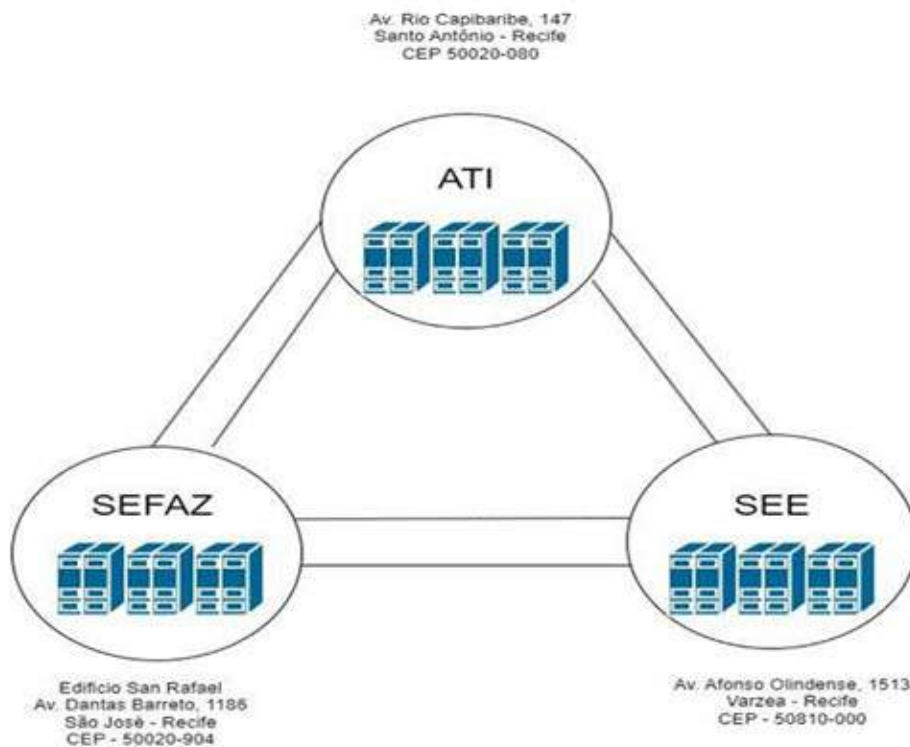 Av. Rio Capibaribe, 147
Santo Antônio - Recife
CEP 50020-080
ATI
SEFAZ
SEE
Edifício San Rafael
Av. Dantas Barreto, 1186
São José - Recife
CEP - 50020-904
Av. Afonso Olindense, 1513
Varzea - Recife
CEP - 50810-000